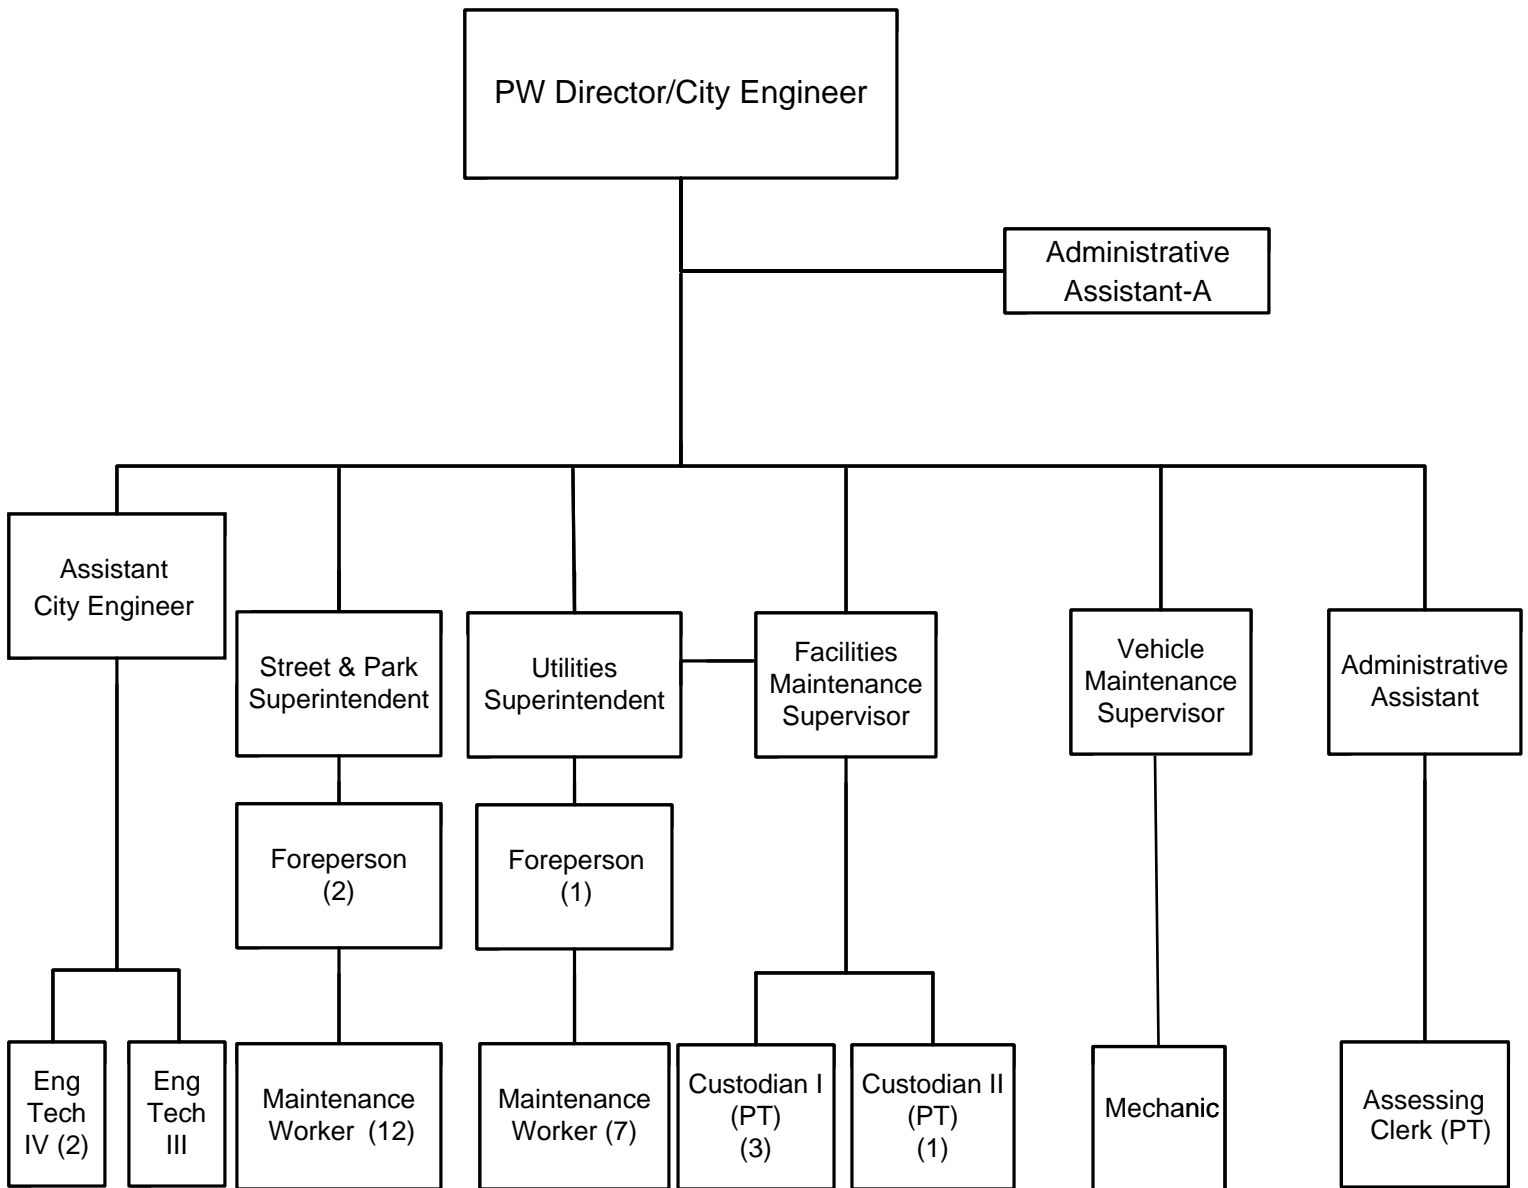 PW Director/City Engineer
Administrative
Assistant-A
Assistant
City Engineer
Street & Park
Superintendent
Utilities
Superintendent
Facilities
Maintenance
Supervisor
Vehicle
Maintenance
Supervisor
Administrative
Assistant
Foreperson
(2)
Foreperson
(1)
Eng
Tech
IV (2)
Eng
Tech
III
Maintenance
Worker (12)
Maintenance
Worker (7)
Custodian I
(PT)
(3)
Custodian II
(PT)
(1)
Mechanic
Assessing
Clerk (PT)